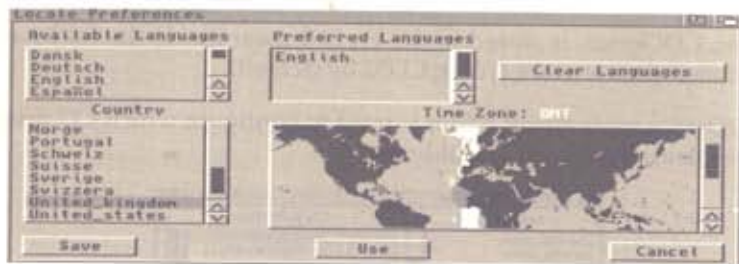 Locale Preferences
Available Languages
Dansk
Deutsch
English
Español
Preferred Languages
English
Clear Languages
Country
Norge
Portugal
Schweiz
Suisse
Sverige
Svizzera
United_kingdom
United_states
Time Zone: GMT
Save
Use
Cancel